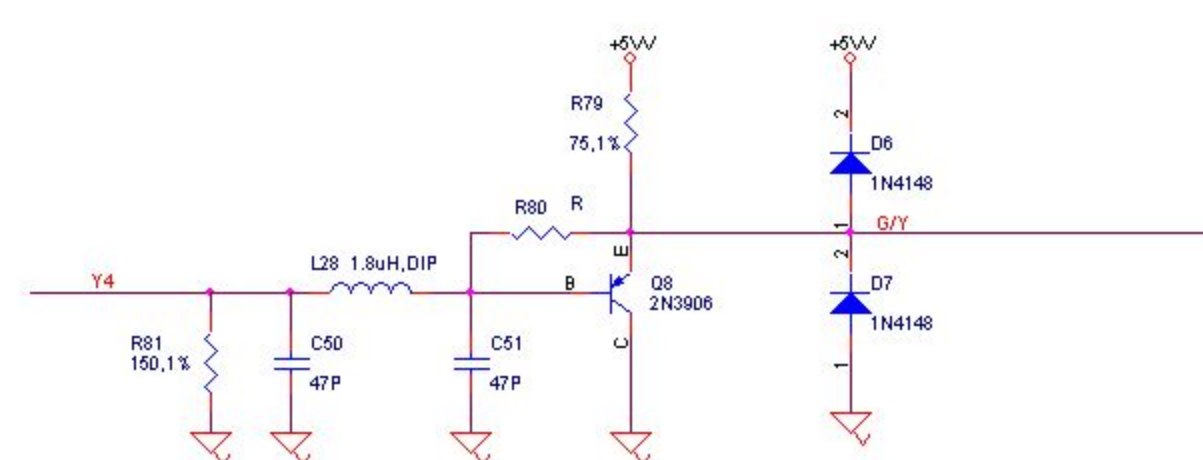 +5VV
+5VV
R79
75,1%
2
D6
1N4148
R80 R
1
G/Y
Y4
L28 1.8uH,DIP
B
E
Q8
2N3906
C
2
D7
1N4148
1
R81
150,1%
C50
47P
C51
47P
V
V
V
V
V